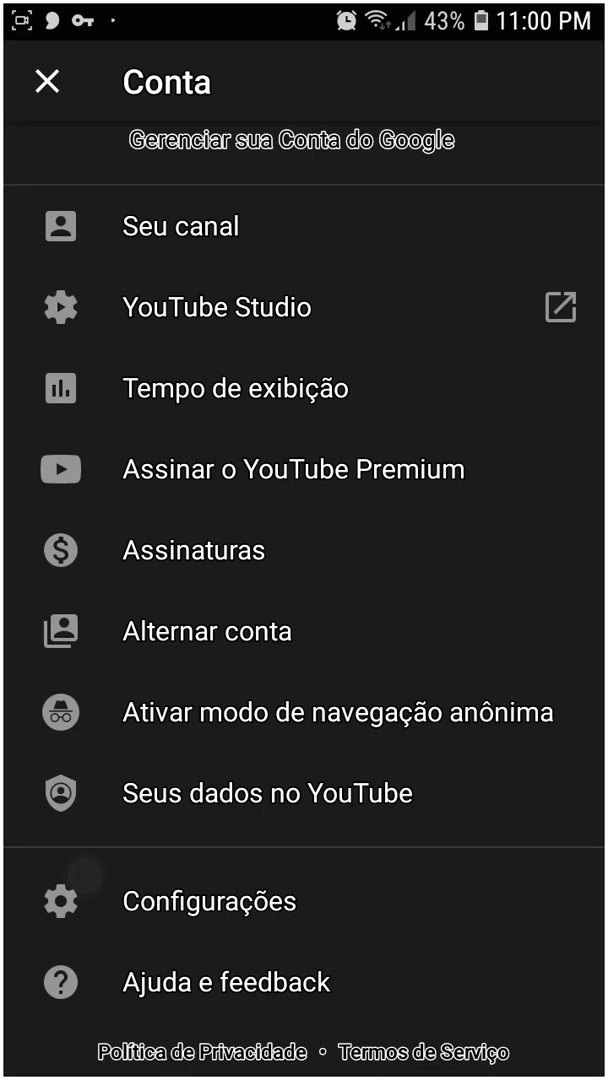 43% 11:00 PM
Conta
Gerenciar sua Conta do Google
Seu canal
YouTube Studio
Tempo de exibição
Assinar o YouTube Premium
Assinaturas
Alternar conta
Ativar modo de navegação anônima
Seus dados no YouTube
Configurações
Ajuda e feedback
Política de Privacidade • Termos de Serviço